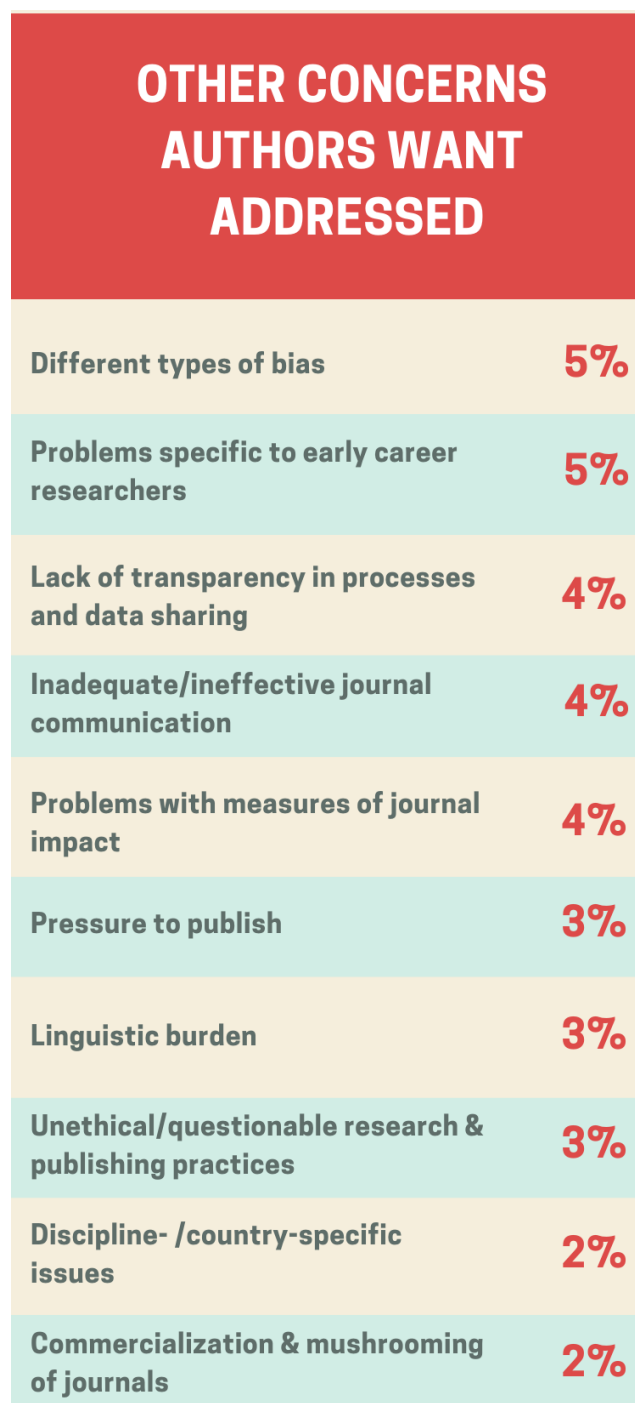 OTHER CONCERNS
AUTHORS WANT
ADDRESSED
Different types of bias 5%
Problems specific to early career
researchers 5%
Lack of transparency in processes
and data sharing 4%
Inadequate/ineffective journal
communication 4%
Problems with measures of journal
impact 4%
Pressure to publish 3%
Linguistic burden 3%
Unethical/questionable research &
publishing practices 3%
Discipline- /country-specific
issues 2%
Commercialization & mushrooming
of journals 2%